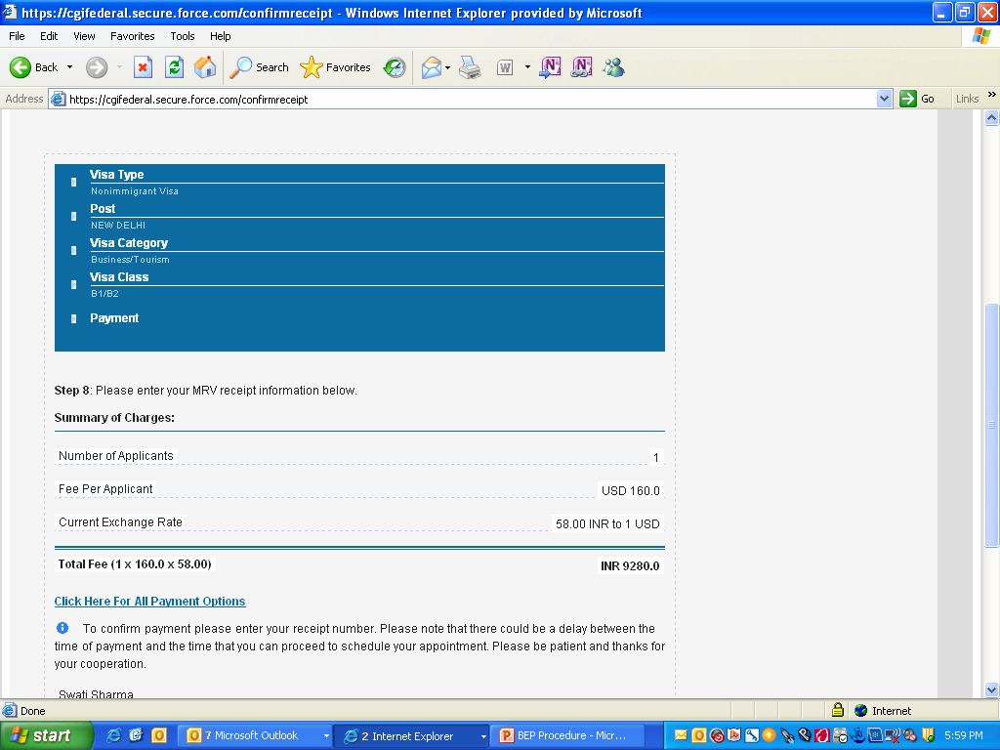 https://cgifederal.secure.force.com/confirmreceipt - Windows Internet Explorer provided by Microsoft
File Edit View Favorites Tools Help
Back Search Favorites
Address https://cgifederal.secure.force.com/confirmreceipt Go Links »
Visa Type
Nonimmigrant Visa
Post
NEW DELHI
Visa Category
Business/Tourism
Visa Class
B1/B2
Payment
Step 8: Please enter your MRV receipt information below.
Summary of Charges:
Number of Applicants 1
Fee Per Applicant USD 160.0
Current Exchange Rate 58.00 INR to 1 USD
Total Fee (1 x 160.0 x 58.00) INR 9280.0
Click Here For All Payment Options
To confirm payment please enter your receipt number. Please note that there could be a delay between the
time of payment and the time that you can proceed to schedule your appointment. Please be patient and thanks for
your cooperation.
Swati Sharma
Done Internet
start 7 Microsoft Outlook 2 Internet Explorer BEP Procedure - Micr... 5:59 PM